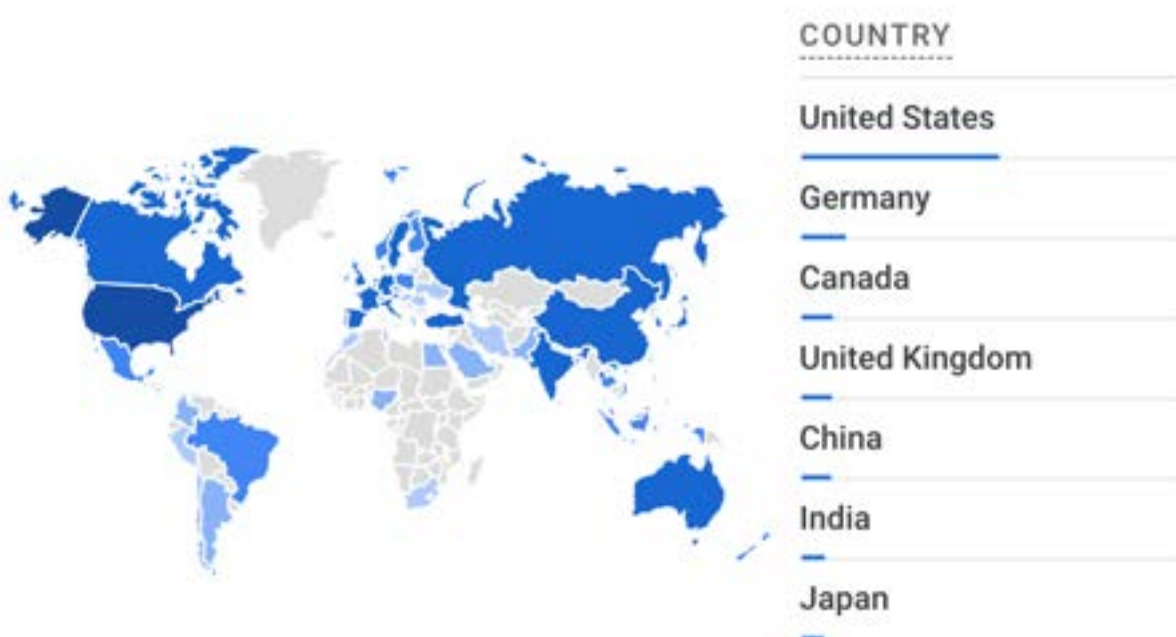 COUNTRY
United States
Germany
Canada
United Kingdom
China
India
Japan